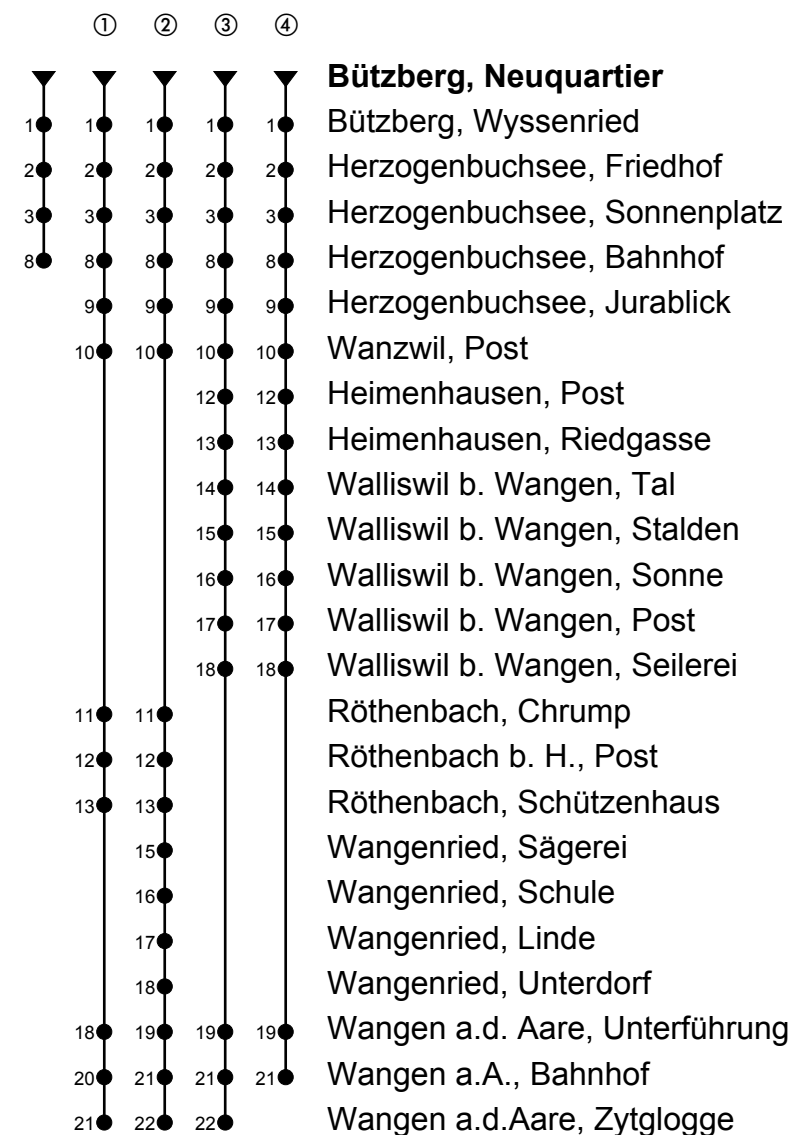 ① ② ③ ④
Bützberg, Neuquartier
1 1 1 1 1 Bützberg, Wyssenried
2 2 2 2 2 Herzogenbuchsee, Friedhof
3 3 3 3 3 Herzogenbuchsee, Sonnenplatz
8 8 8 8 8 Herzogenbuchsee, Bahnhof
9 9 9 9 Herzogenbuchsee, Jurablick
10 10 10 10 Wanzwil, Post
12 12 Heimenhausen, Post
13 13 Heimenhausen, Riedgasse
14 14 Walliswil b. Wangen, Tal
15 15 Walliswil b. Wangen, Stalden
16 16 Walliswil b. Wangen, Sonne
17 17 Walliswil b. Wangen, Post
18 18 Walliswil b. Wangen, Seilerei
11 11 Röthenbach, Chrump
12 12 Röthenbach b. H., Post
13 13 Röthenbach, Schützenhaus
15 Wangenried, Sägerei
16 Wangenried, Schule
17 Wangenried, Linde
18 Wangenried, Unterdorf
18 19 19 19 Wangen a.d. Aare, Unterführung
20 21 21 21 Wangen a.A., Bahnhof
21 22 22 Wangen a.d.Aare, Zytglogge